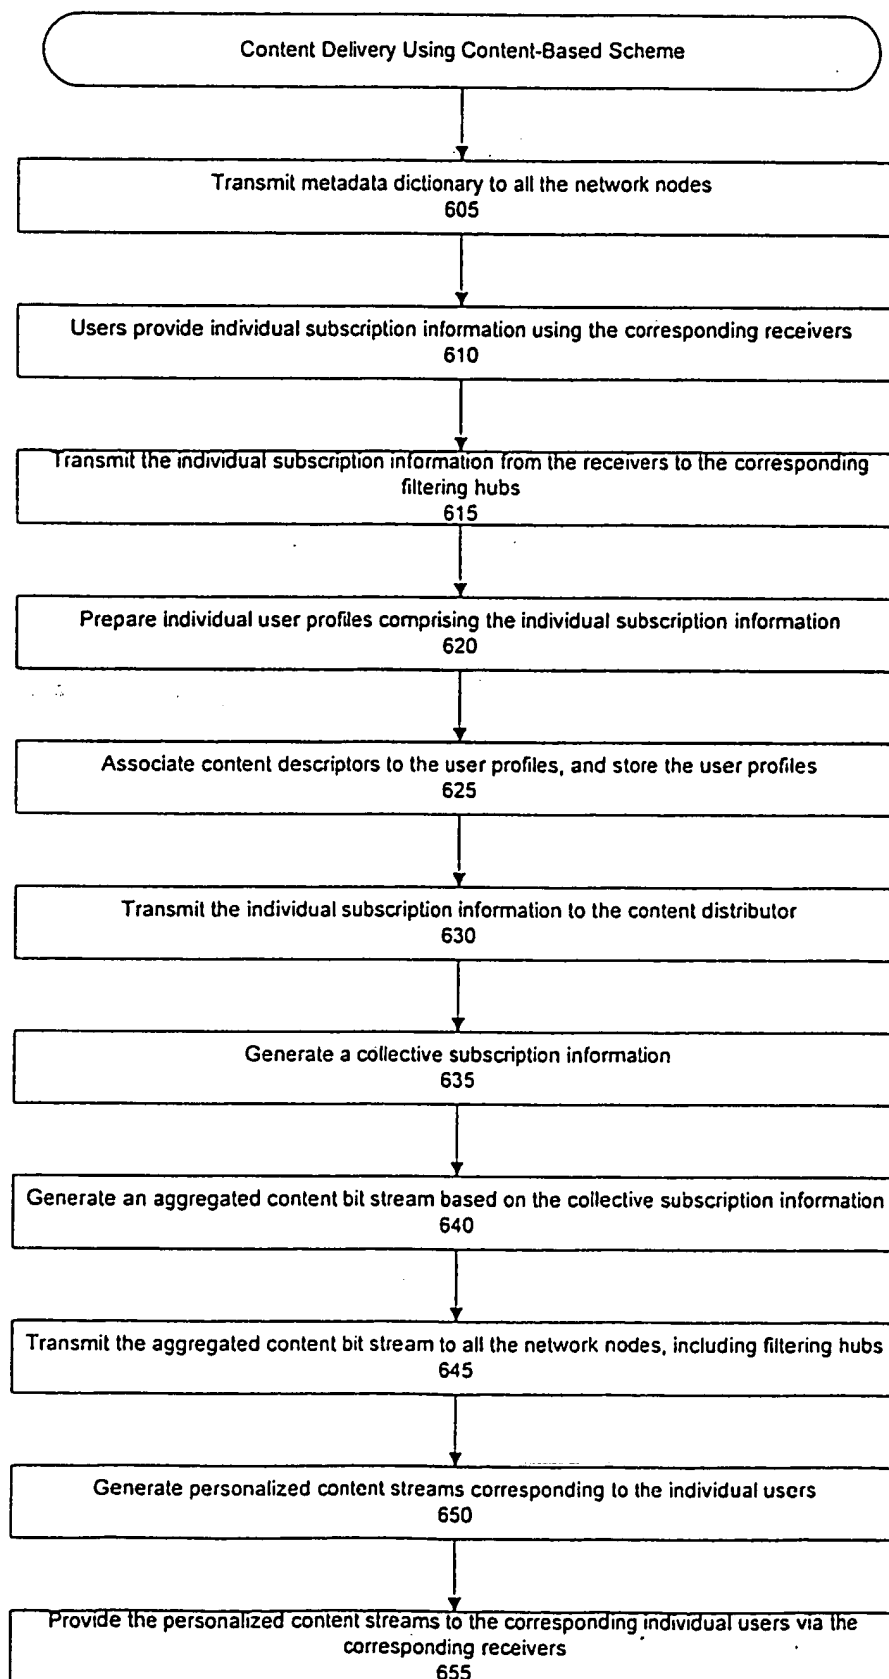 Content Delivery Using Content-Based Scheme
Transmit metadata dictionary to all the network nodes
605
Users provide individual subscription information using the corresponding receivers
610
Transmit the individual subscription information from the receivers to the corresponding
filtering hubs
615
Prepare individual user profiles comprising the individual subscription information
620
Associate content descriptors to the user profiles, and store the user profiles
625
Transmit the individual subscription information to the content distributor
630
Generate a collective subscription information
635
Generate an aggregated content bit stream based on the collective subscription information
640
Transmit the aggregated content bit stream to all the network nodes, including filtering hubs
645
Generate personalized content streams corresponding to the individual users
650
Provide the personalized content streams to the corresponding individual users via the
corresponding receivers
655